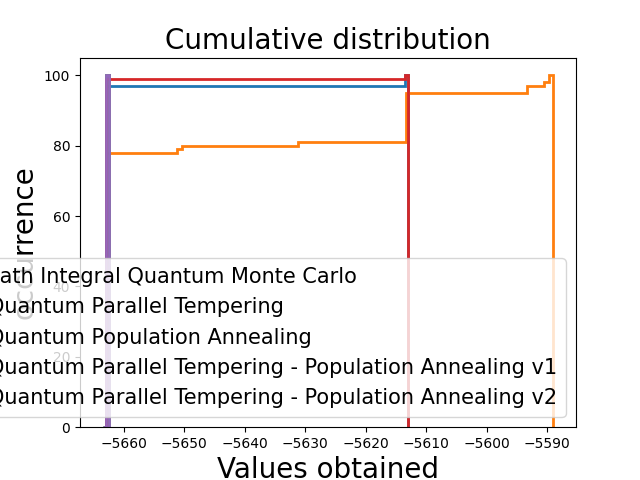 Cumulative distribution
100
80
60
40
20
0
occurrence
ath Integral Quantum Monte Carlo
Quantum Parallel Tempering
Quantum Population Annealing
Quantum Parallel Tempering - Population Annealing v1
Quantum Parallel Tempering - Population Annealing v2
−5660 −5650 −5640 −5630 −5620 −5610 −5600 −5590
Values obtained